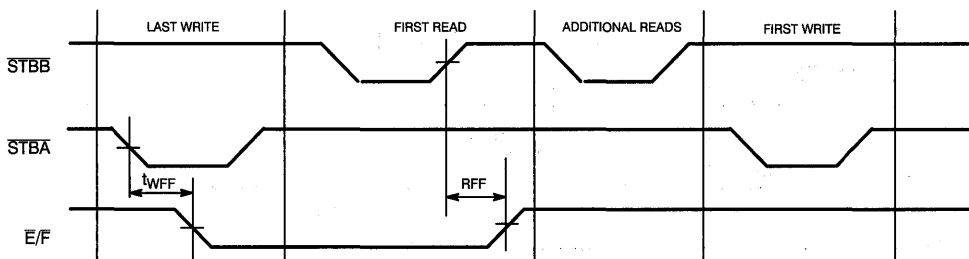 LAST WRITE FIRST READ ADDITIONAL READS FIRST WRITE
STBB
STBA
tWFF RFF
E/F